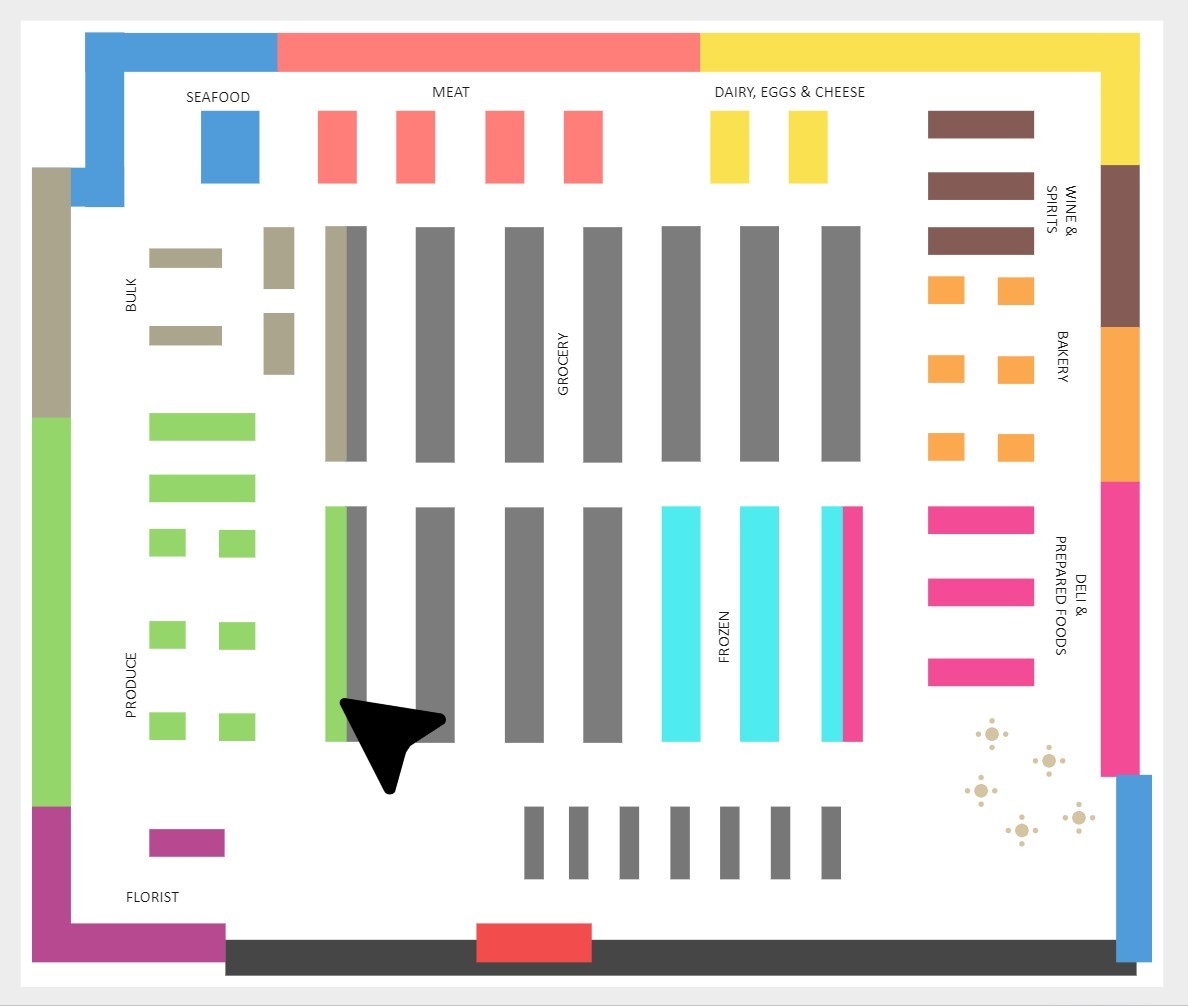 SEAFOOD
MEAT
DAIRY, EGGS & CHEESE
WINE &
SPIRITS
BULK
GROCERY
BAKERY
DELI &
PREPARED FOODS
FROZEN
PRODUCE
FLORIST